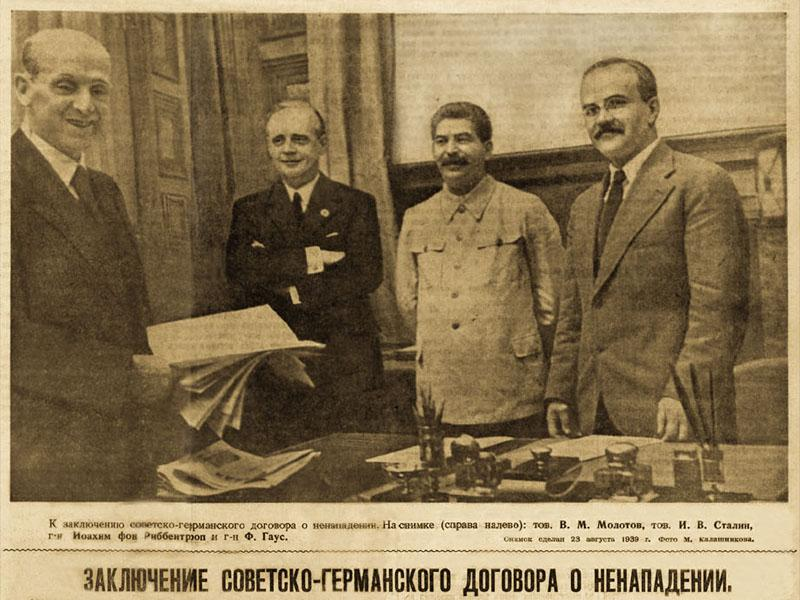 К заключению советско-германского договора о ненападении. На снимке (справа налево): тов. В. М. Молотов, тов. И. В. Сталин,
г-н Иоахим фон Риббентроп и г-н Ф. Гаус.
Снимок сделан 23 августа 1939 г. Фото М. Калашникова.
ЗАКЛЮЧЕНИЕ СОВЕТСКО-ГЕРМАНСКОГО ДОГОВОРА О НЕНАПАДЕНИИ.